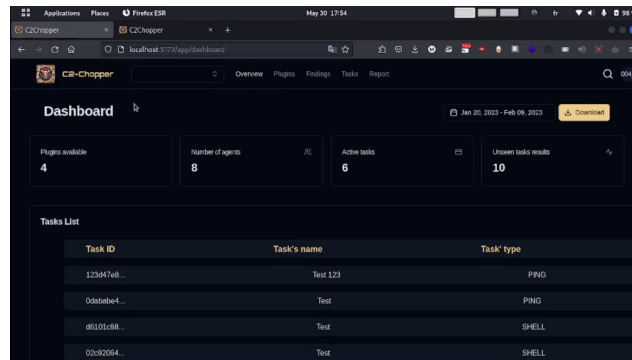 Applications Places Firefox ESR May 30 17:54 fr 98
C2Chopper × C2Chopper × +
localhost:5173/app/dashboard
C2-Chopper Overview Plugins Findings Tasks Report 004
Dashboard Jan 20, 2023 - Feb 09, 2023 Download
Plugins available Number of agents Active tasks Unseen tasks results
4 8 6 10
Tasks List
Task ID Task's name Task' type
123d47e8... Test 123 PING
0dababe4... Test PING
d6101c88... Test SHELL
02c92064... Test SHELL